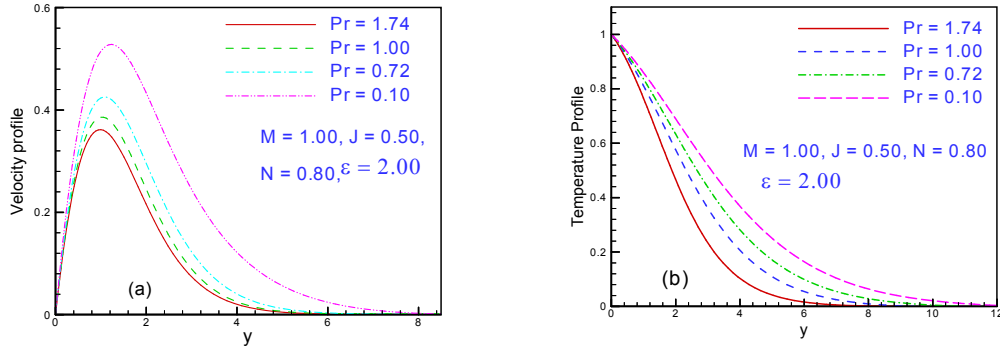 0.6
0.4
0.2
0
0 2 4 6 8
Velocity profile
y
Pr = 1.74
Pr = 1.00
Pr = 0.72
Pr = 0.10
M = 1.00, J = 0.50,
N = 0.80, ε = 2.00
(a)
1
0.8
0.6
0.4
0.2
0
0 2 4 6 8 10 12
Temperature Profile
y
Pr = 1.74
Pr = 1.00
Pr = 0.72
Pr = 0.10
M = 1.00, J = 0.50, N = 0.80
ε = 2.00
(b)